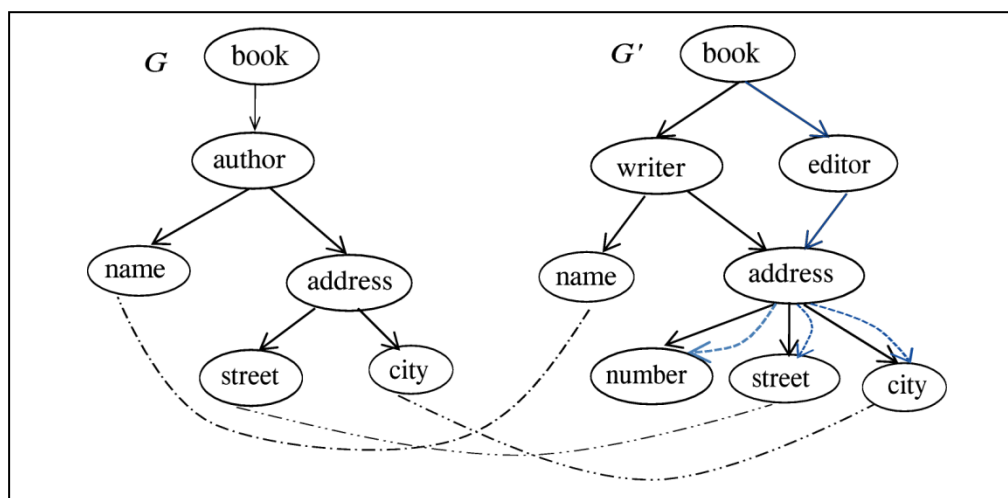 G
book
author
name
address
street
city
G'
book
writer
editor
name
address
number
street
city